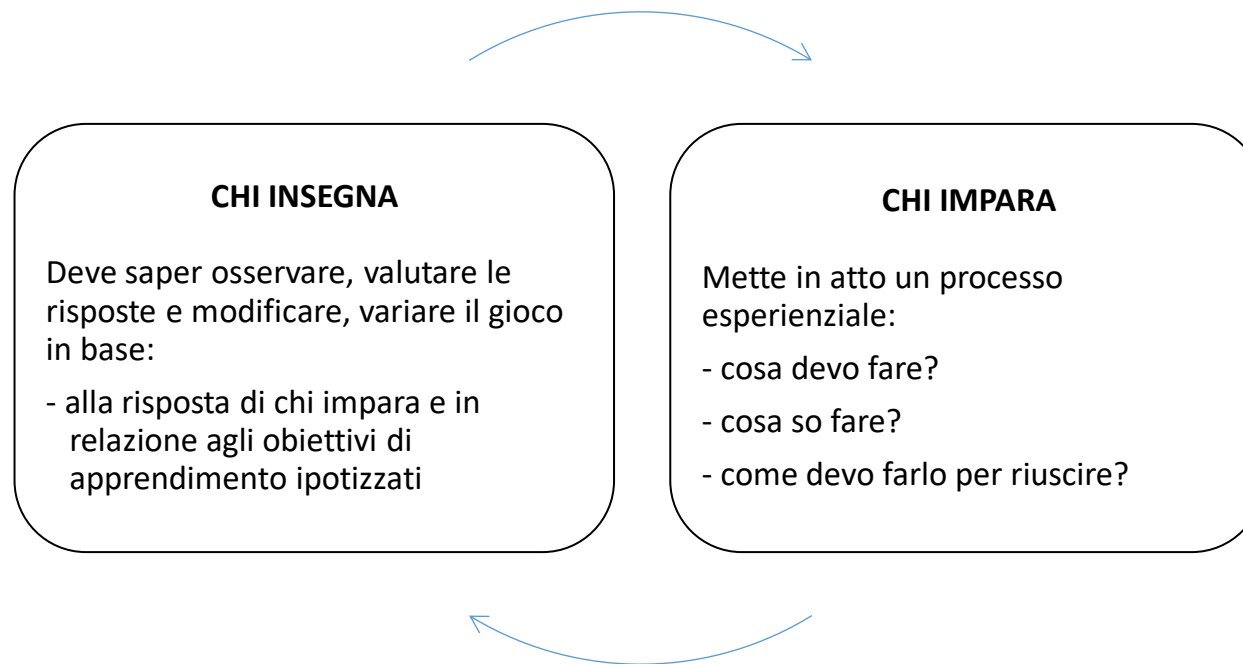 CHI INSEGNA
Deve saper osservare, valutare le
risposte e modificare, variare il gioco
in base:
- alla risposta di chi impara e in
relazione agli obiettivi di
apprendimento ipotizzati
CHI IMPARA
Mette in atto un processo
esperienziale:
- cosa devo fare?
- cosa so fare?
- come devo farlo per riuscire?